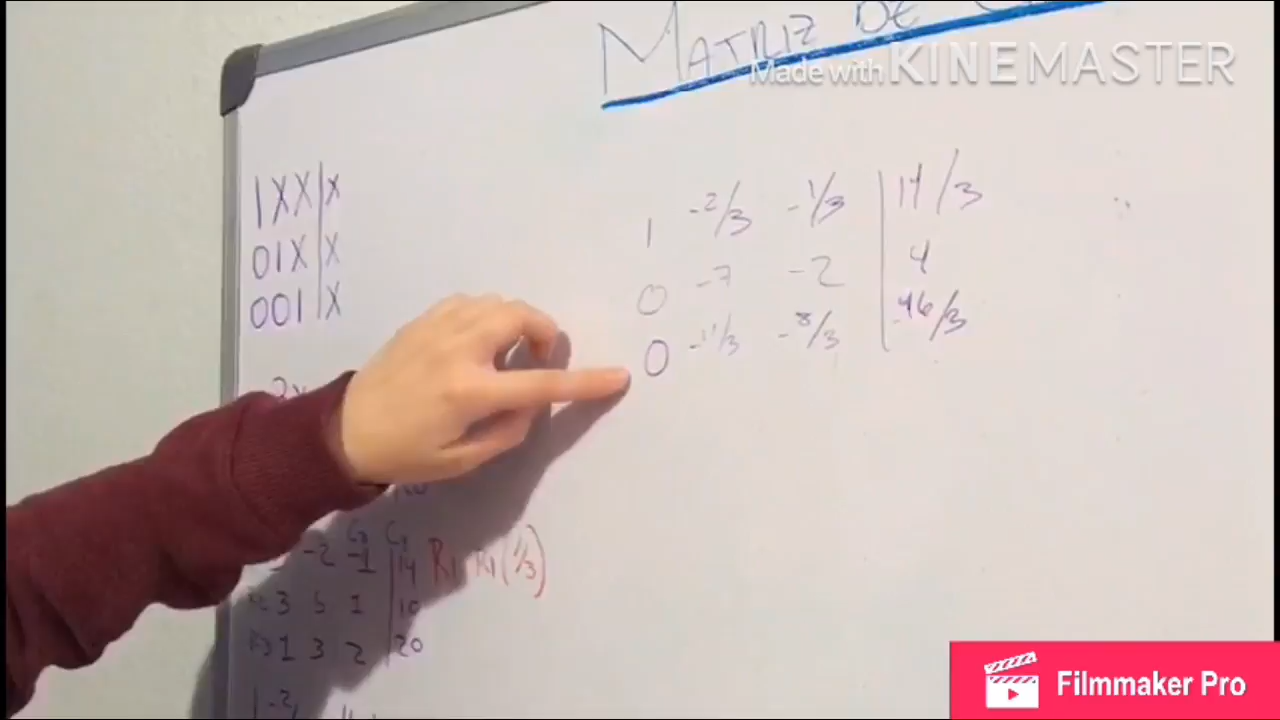 MATRIZ DE
Made with KINEMASTER
1XX|X
01X|X
001|X
1 -2/3 -1/3 | 14/3
0 -7 -2 | 4
0 -11/3 -8/3 | -46/3
-2 -1 | 14 R1 R1(1/3)
3 5 1 | 10
1 3 2 | 20
Filmmaker Pro